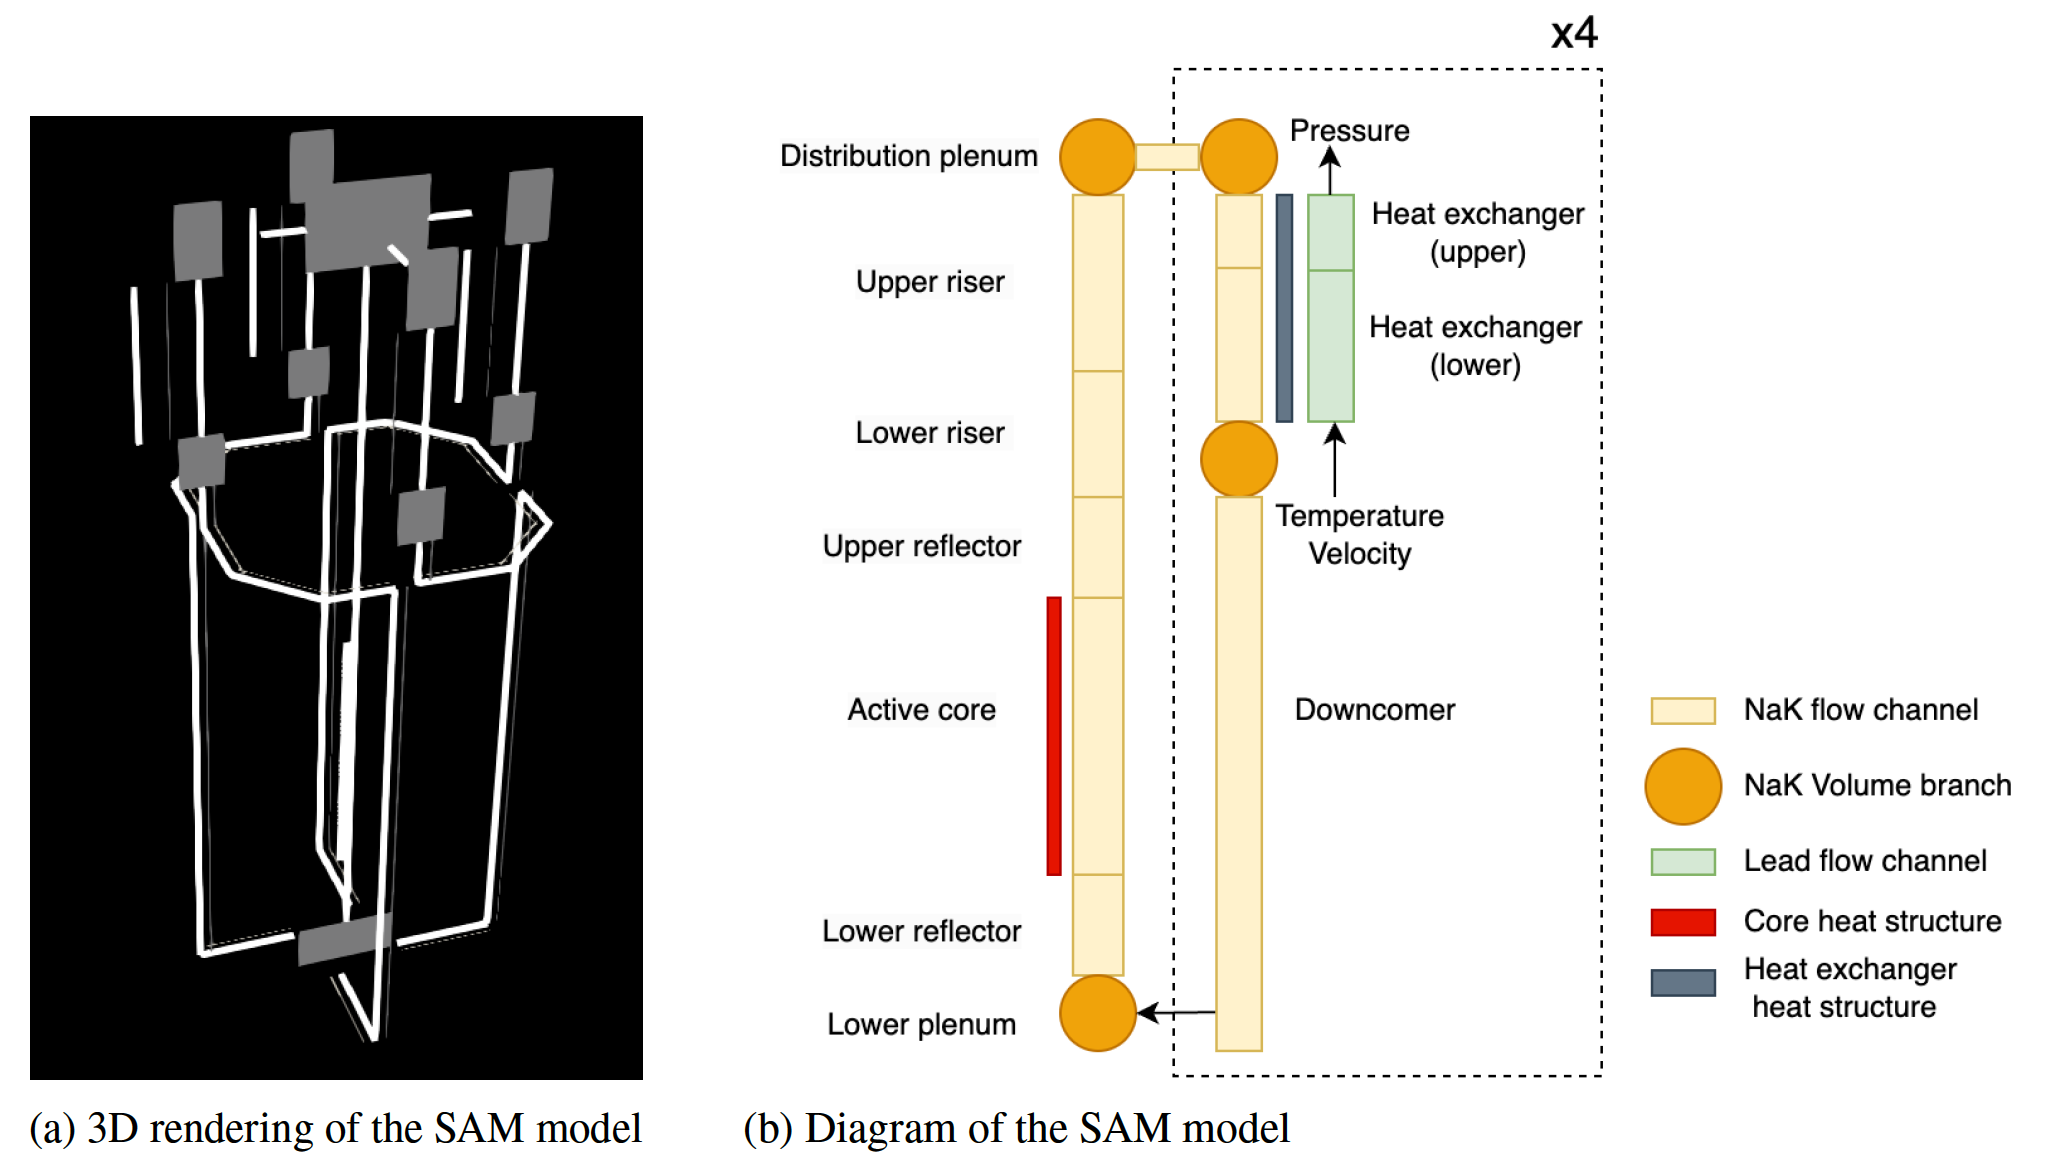 x4
Pressure
Distribution plenum
Heat exchanger
(upper)
Upper riser
Heat exchanger
(lower)
Lower riser
Temperature
Velocity
Upper reflector
Active core
Downcomer
Lower reflector
Lower plenum
NaK flow channel
NaK Volume branch
Lead flow channel
Core heat structure
Heat exchanger
heat structure
(a) 3D rendering of the SAM model
(b) Diagram of the SAM model